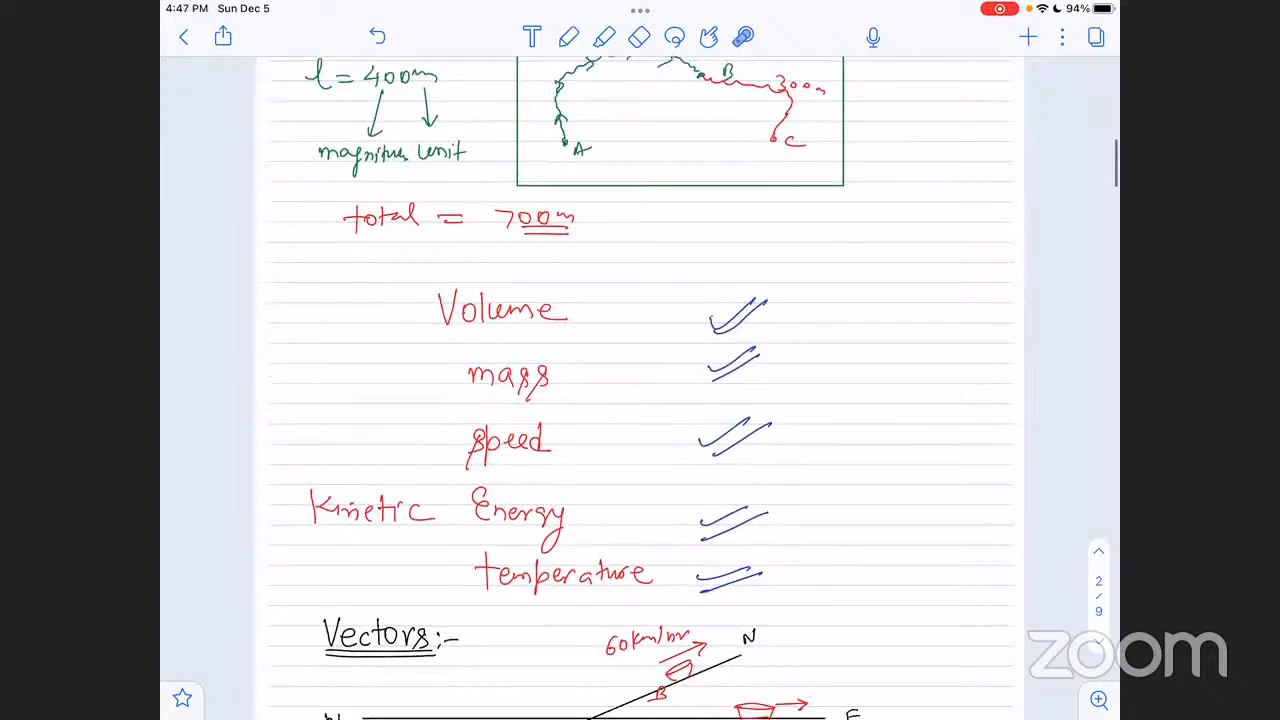 4:47 PM Sun Dec 5
94%
T
l = 400m
B
300m
magnitus unit
A
C
total = 700m
Volume
mass
speed
Kinetic Energy
temperature
Vectors:-
60Km/hr
N
B
E
2
/
9
zoom